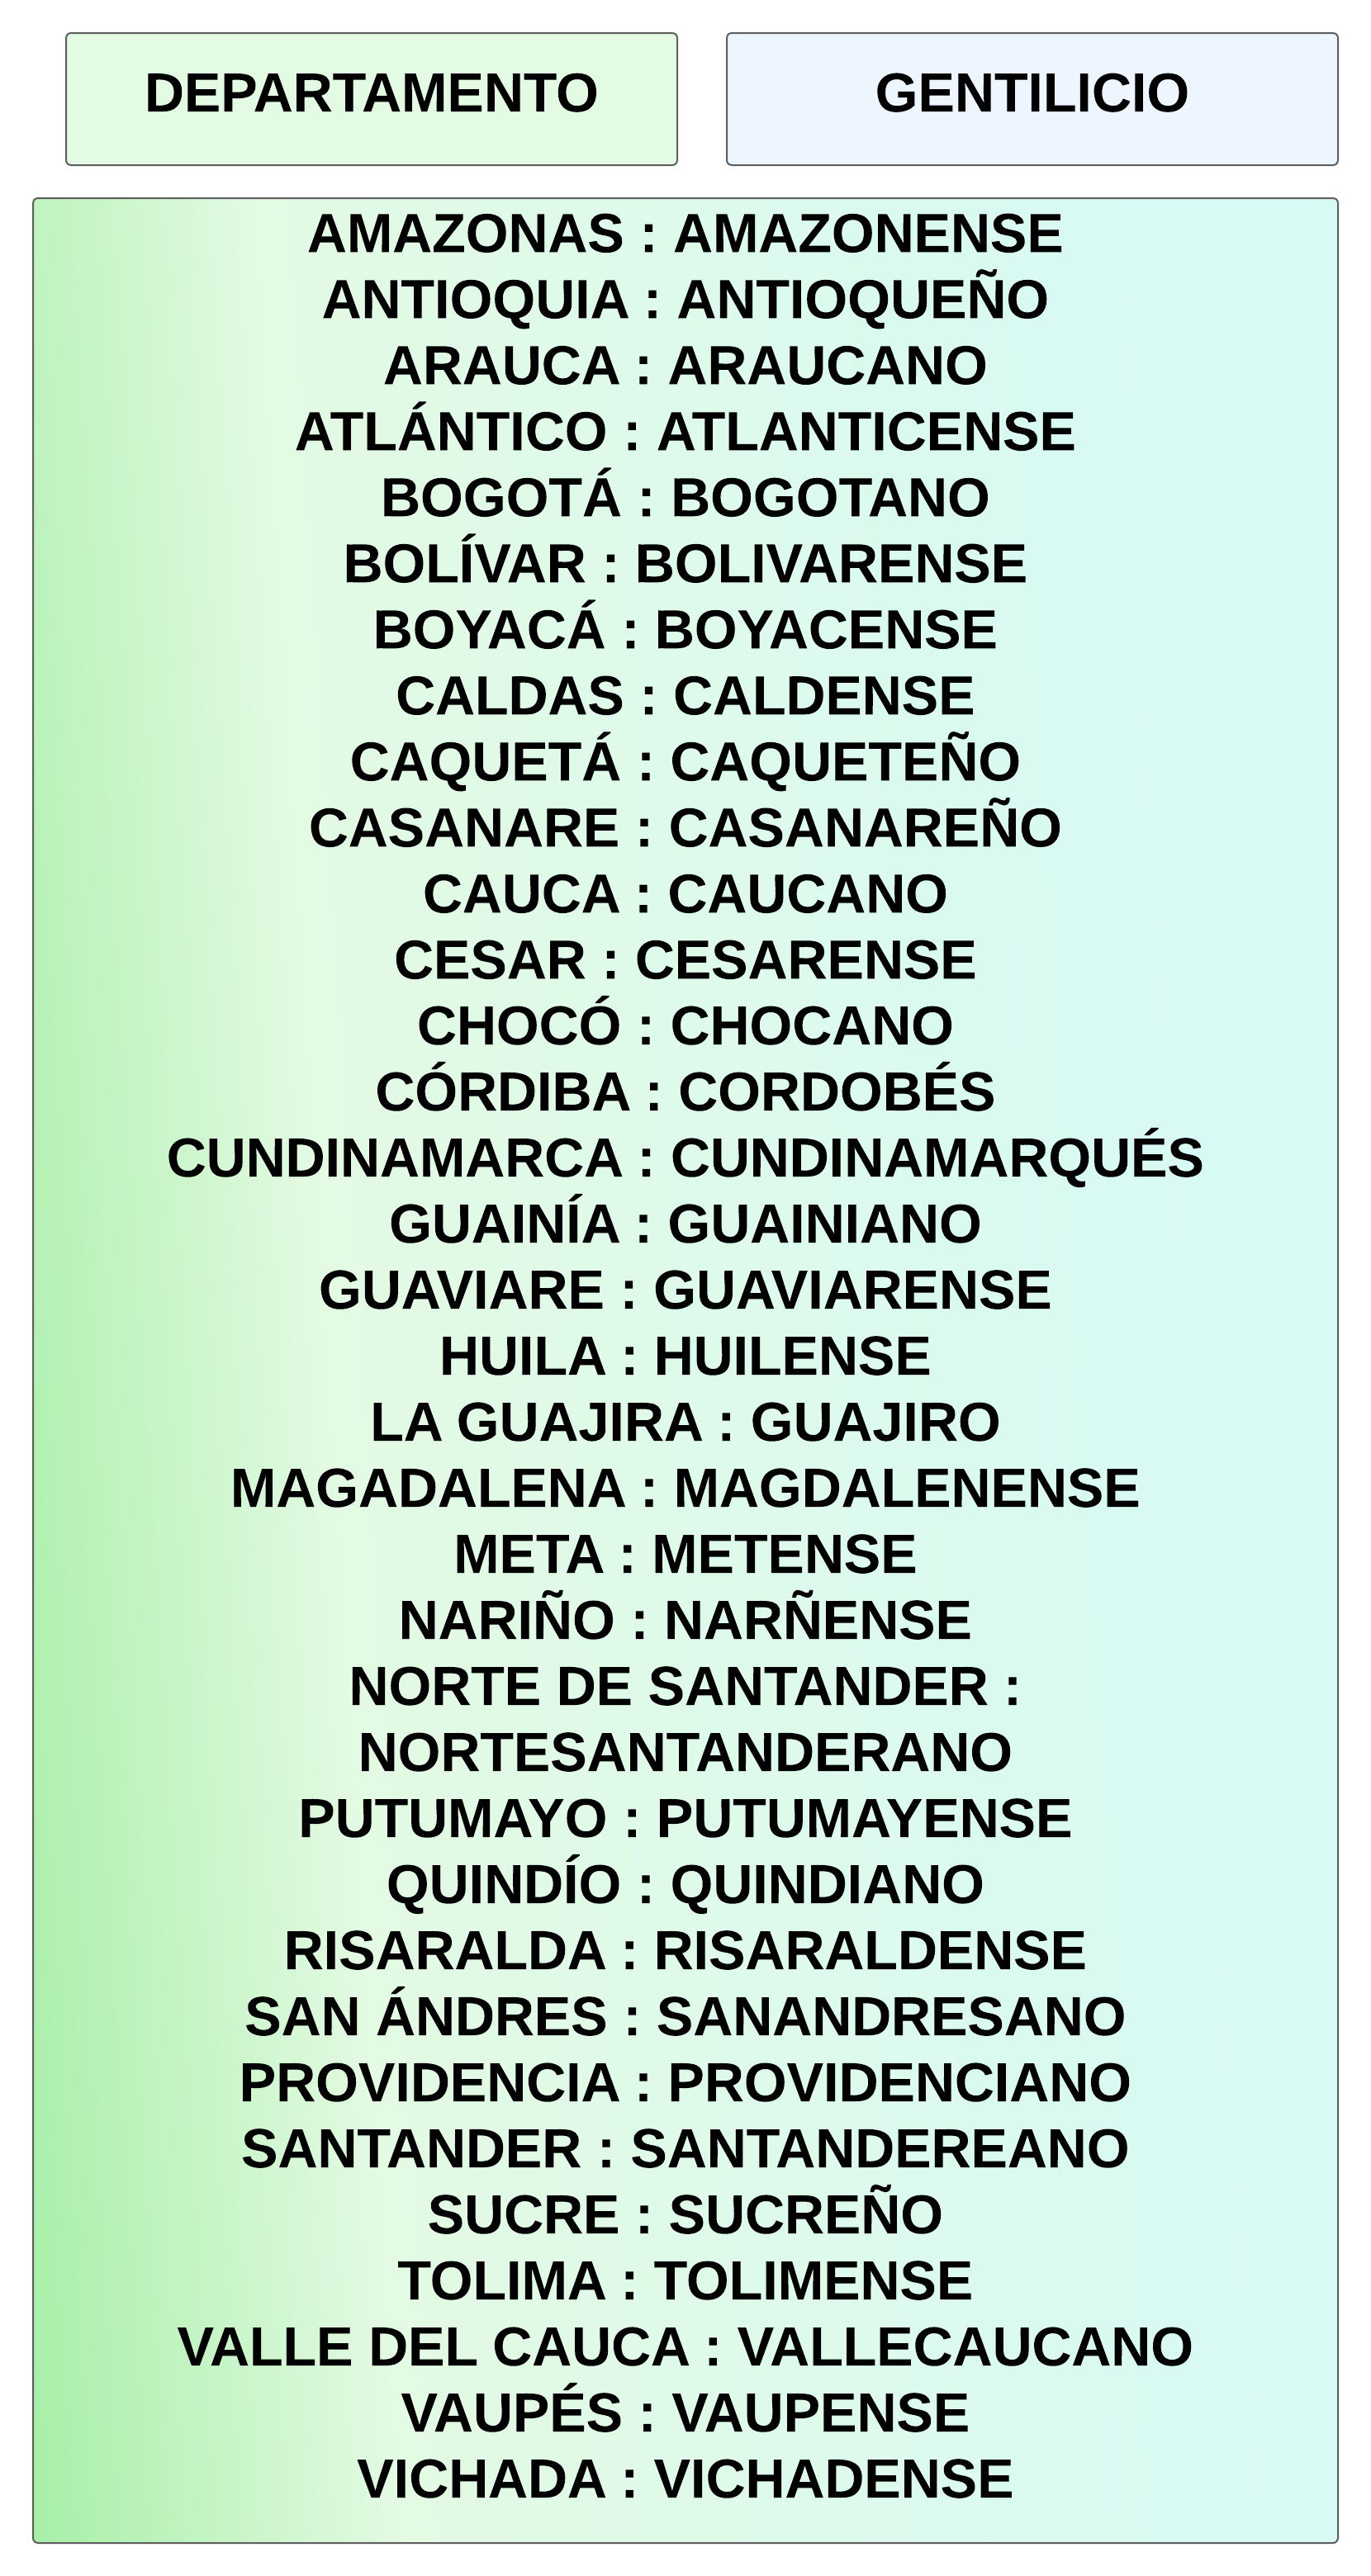 DEPARTAMENTO
GENTILICIO
AMAZONAS : AMAZONENSE
ANTIOQUIA : ANTIOQUEÑO
ARAUCA : ARAUCANO
ATLÁNTICO : ATLANTICENSE
BOGOTÁ : BOGOTANO
BOLÍVAR : BOLIVARENSE
BOYACÁ : BOYACENSE
CALDAS : CALDENSE
CAQUETÁ : CAQUETEÑO
CASANARE : CASANAREÑO
CAUCA : CAUCANO
CESAR : CESARENSE
CHOCÓ : CHOCANO
CÓRDIBA : CORDOBÉS
CUNDINAMARCA : CUNDINAMARQUÉS
GUAINÍA : GUAINIANO
GUAVIARE : GUAVIARENSE
HUILA : HUILENSE
LA GUAJIRA : GUAJIRO
MAGADALENA : MAGDALENENSE
META : METENSE
NARIÑO : NARÑENSE
NORTE DE SANTANDER :
NORTESANTANDERANO
PUTUMAYO : PUTUMAYENSE
QUINDÍO : QUINDIANO
RISARALDA : RISARALDENSE
SAN ÁNDRES : SANANDRESANO
PROVIDENCIA : PROVIDENCIANO
SANTANDER : SANTANDEREANO
SUCRE : SUCREÑO
TOLIMA : TOLIMENSE
VALLE DEL CAUCA : VALLECAUCANO
VAUPÉS : VAUPENSE
VICHADA : VICHADENSE